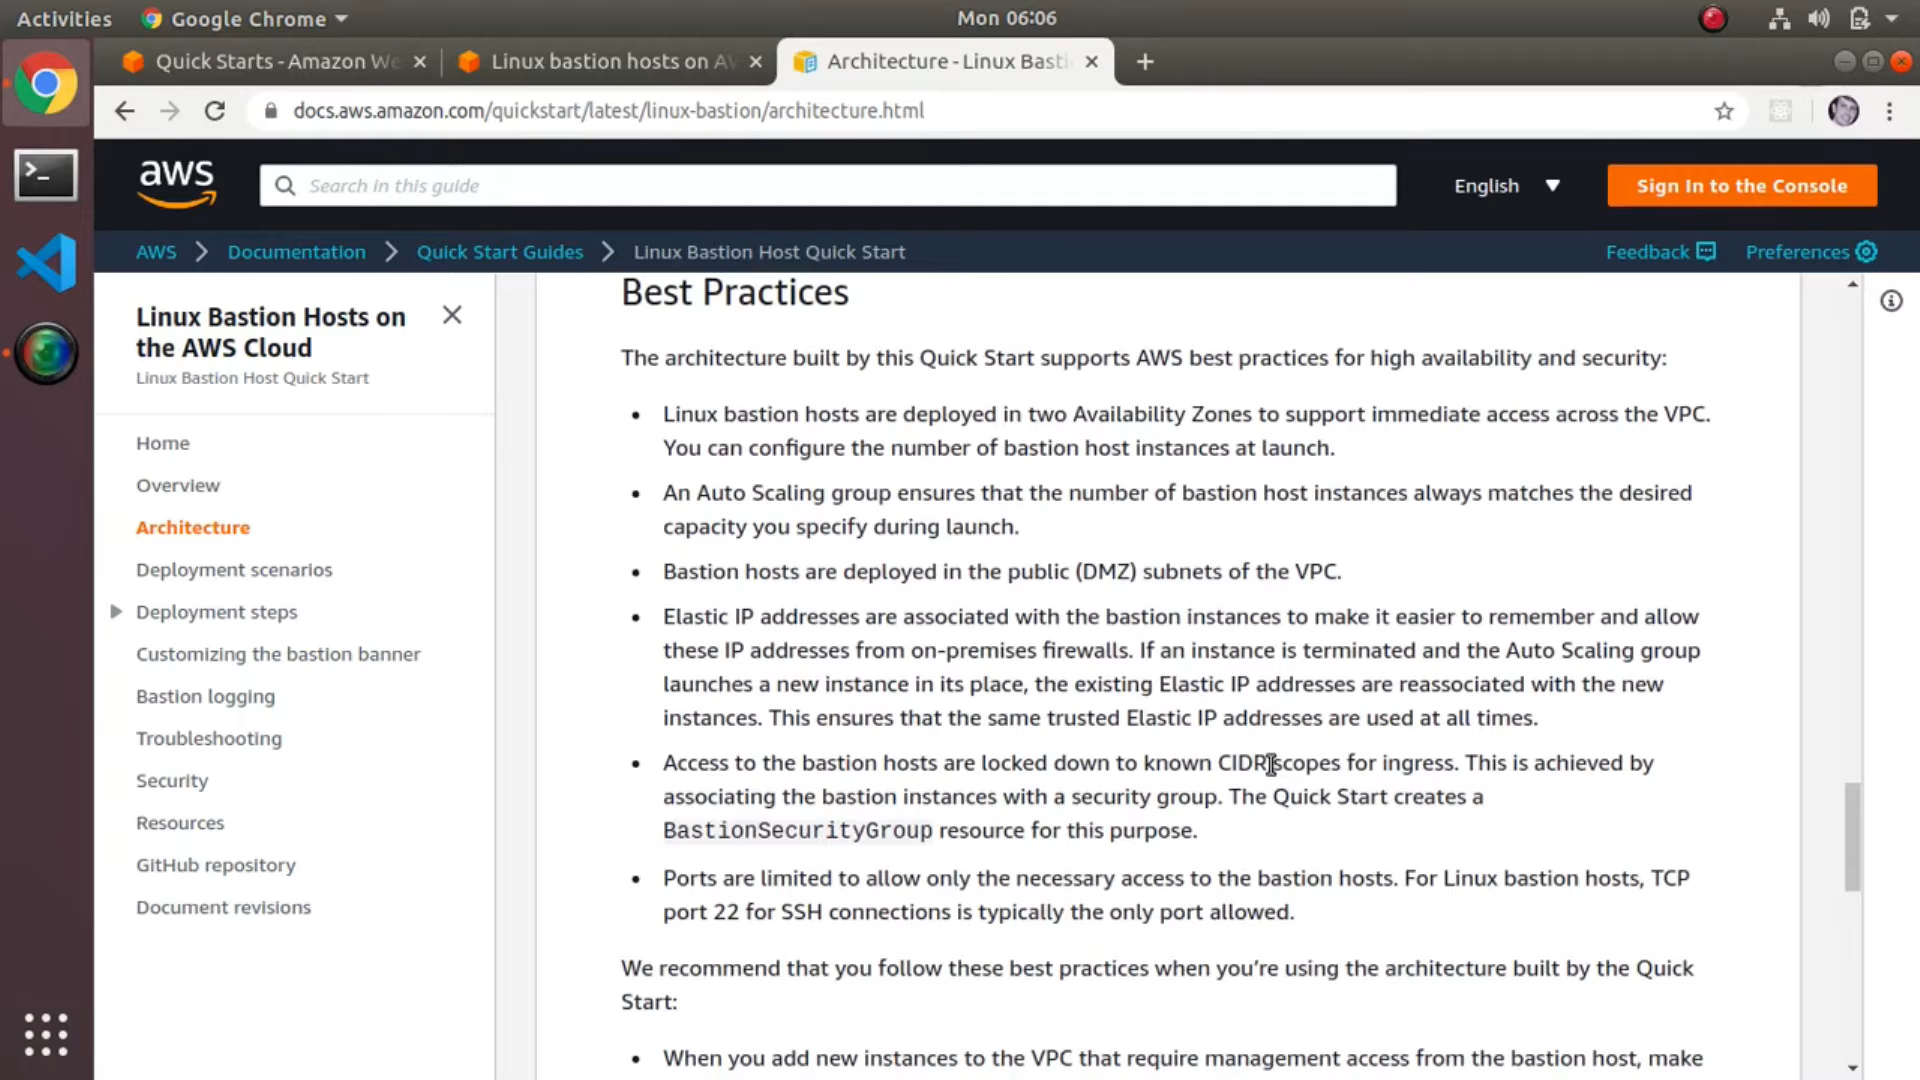 Activities Google Chrome Mon 06:06
Quick Starts - Amazon We Linux bastion hosts on AV Architecture - Linux Basti
docs.aws.amazon.com/quickstart/latest/linux-bastion/architecture.html
aws Search in this guide English Sign In to the Console
AWS Documentation Quick Start Guides Linux Bastion Host Quick Start Feedback Preferences
Linux Bastion Hosts on
the AWS Cloud
Linux Bastion Host Quick Start
Home
Overview
Architecture
Deployment scenarios
Deployment steps
Customizing the bastion banner
Bastion logging
Troubleshooting
Security
Resources
GitHub repository
Document revisions
Best Practices
The architecture built by this Quick Start supports AWS best practices for high availability and security:
• Linux bastion hosts are deployed in two Availability Zones to support immediate access across the VPC.
You can configure the number of bastion host instances at launch.
• An Auto Scaling group ensures that the number of bastion host instances always matches the desired
capacity you specify during launch.
• Bastion hosts are deployed in the public (DMZ) subnets of the VPC.
• Elastic IP addresses are associated with the bastion instances to make it easier to remember and allow
these IP addresses from on-premises firewalls. If an instance is terminated and the Auto Scaling group
launches a new instance in its place, the existing Elastic IP addresses are reassociated with the new
instances. This ensures that the same trusted Elastic IP addresses are used at all times.
• Access to the bastion hosts are locked down to known CIDR scopes for ingress. This is achieved by
associating the bastion instances with a security group. The Quick Start creates a
BastionSecurityGroup resource for this purpose.
• Ports are limited to allow only the necessary access to the bastion hosts. For Linux bastion hosts, TCP
port 22 for SSH connections is typically the only port allowed.
We recommend that you follow these best practices when you're using the architecture built by the Quick
Start:
• When you add new instances to the VPC that require management access from the bastion host, make